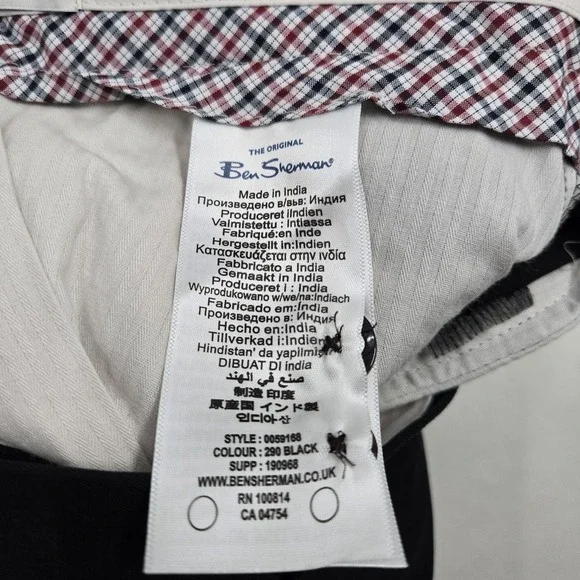 THE ORIGINAL
Ben Sherman®
Made in India
Произведено в/вьв: Индия
Produceret iIndien
Valmistettu : Intiassa
Fabriqué:en Inde
Hergestellt in:Indien
Κατασκευάζεται στην Ινδία
Fabbricato a India
Gemaakt in India
Produceret i : India
Wyprodukowano w/we/na:Indiach
Fabricado em:India
Произведено в : Индия
Hecho en:India
Tillverkad i:Indien
Hindistan' da yapilmiş
DIBUAT DI india
صنع في الهند
制造 印度
原産国 インド製
인디아산
STYLE : 0059168
COLOUR : 290 BLACK
SUPP : 190968
WWW.BENSHERMAN.CO.UK
RN 100814
CA 04754